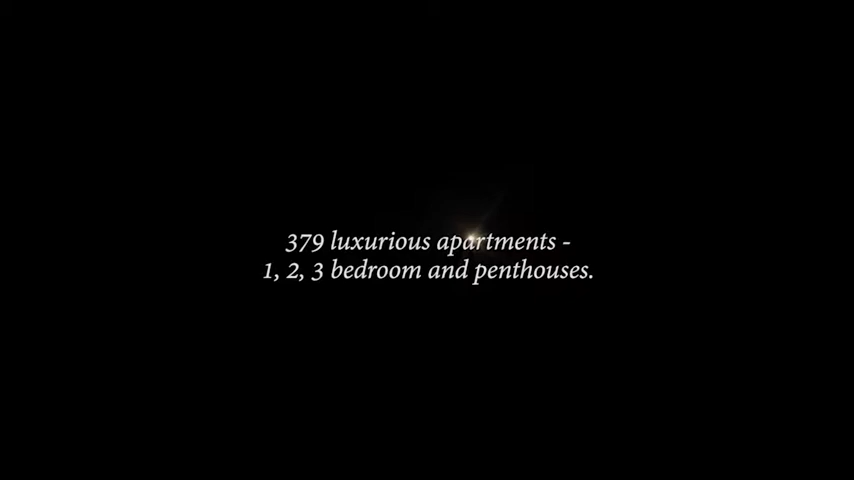 379 luxurious apartments -
1, 2, 3 bedroom and penthouses.